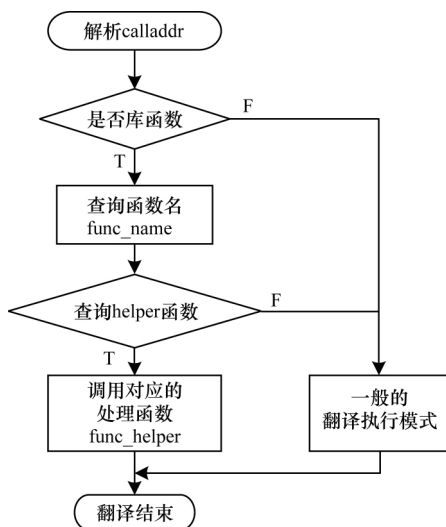 解析calladdr
是否库函数
F
T
查询函数名
func_name
查询helper函数
F
T
调用对应的
处理函数
func_helper
一般的
翻译执行模式
翻译结束